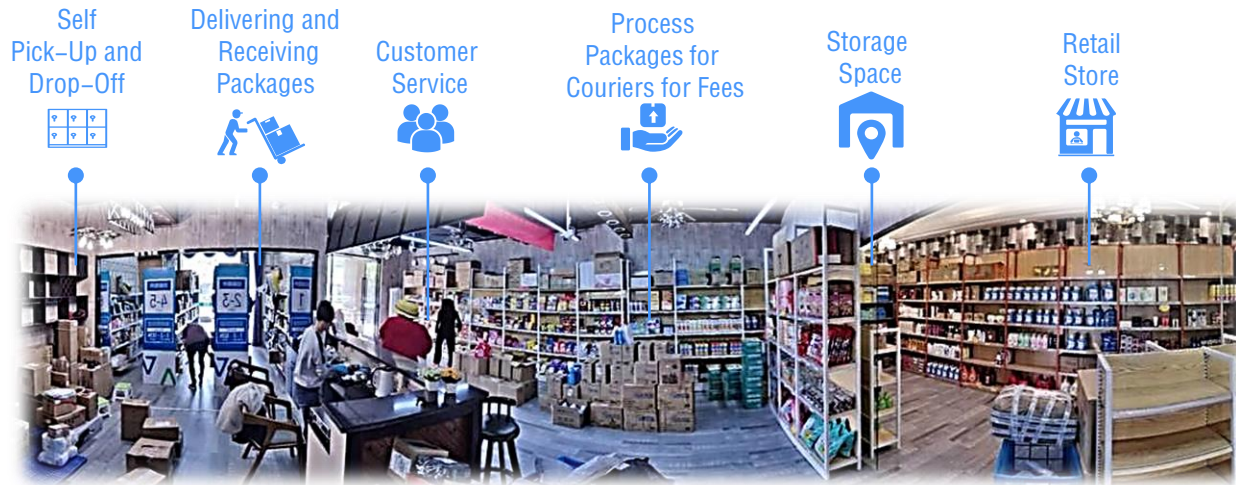 Self
Pick–Up and
Drop–Off
Delivering and
Receiving
Packages
Customer
Service
Process
Packages for
Couriers for Fees
Storage
Space
Retail
Store
4-5
2-3
1